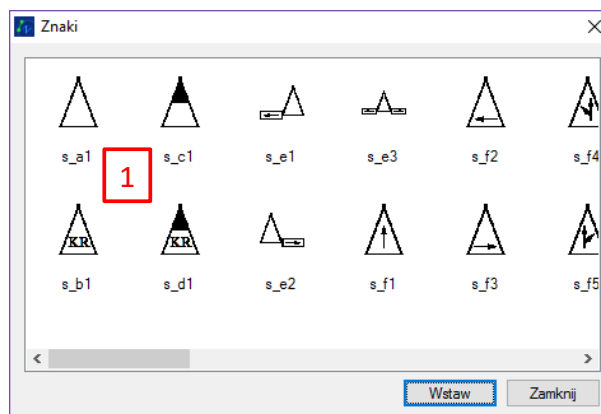 Znaki
s_a1 s_c1 s_e1 s_e3 s_f2 s_f4
1
KR KR
s_b1 s_d1 s_e2 s_f1 s_f3 s_f5
Wstaw Zamknij